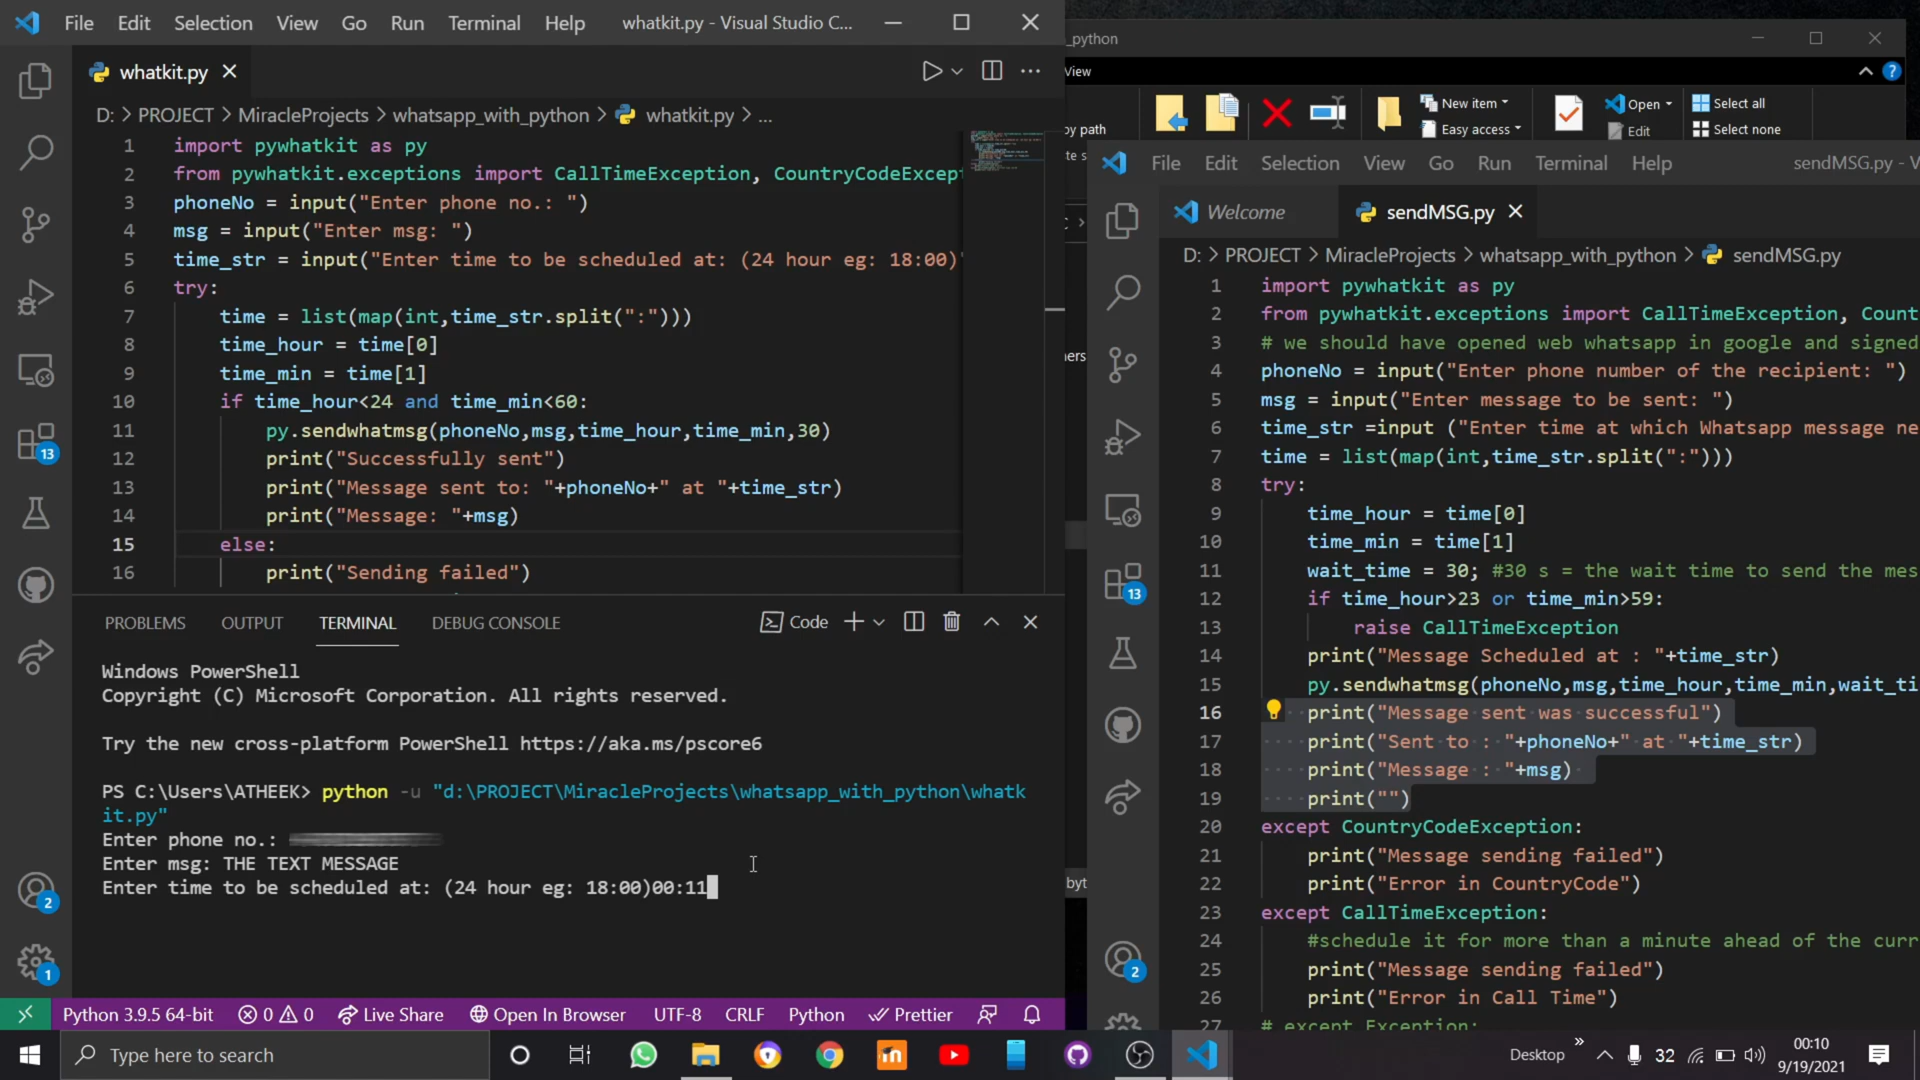 File Edit Selection View Go Run Terminal Help whatkit.py - Visual Studio C...
whatkit.py
D: > PROJECT > MiracleProjects > whatsapp_with_python > whatkit.py > ...
1 import pywhatkit as py
2 from pywhatkit.exceptions import CallTimeException, CountryCodeExcept
3 phoneNo = input("Enter phone no.: ")
4 msg = input("Enter msg: ")
5 time_str = input("Enter time to be scheduled at: (24 hour eg: 18:00)"
6 try:
7 time = list(map(int,time_str.split(":")))
8 time_hour = time[0]
9 time_min = time[1]
10 if time_hour<24 and time_min<60:
11 py.sendwhatmsg(phoneNo,msg,time_hour,time_min,30)
12 print("Successfully sent")
13 print("Message sent to: "+phoneNo+" at "+time_str)
14 print("Message: "+msg)
15 else:
16 print("Sending failed")
13
2
1
PROBLEMS OUTPUT TERMINAL DEBUG CONSOLE Code
Windows PowerShell
Copyright (C) Microsoft Corporation. All rights reserved.
Try the new cross-platform PowerShell https://aka.ms/pscore6
PS C:\Users\ATHEEK> python -u "d:\PROJECT\MiracleProjects\whatsapp_with_python\whatk
it.py"
Enter phone no.:
Enter msg: THE TEXT MESSAGE
Enter time to be scheduled at: (24 hour eg: 18:00)00:11
Python 3.9.5 64-bit 0 0 Live Share Open In Browser UTF-8 CRLF Python Prettier
_python
View
New item
Easy access
Open
Edit
Select all
Select none
by path
te s
ners
byt
File Edit Selection View Go Run Terminal Help sendMSG.py - V
Welcome sendMSG.py
D: > PROJECT > MiracleProjects > whatsapp_with_python > sendMSG.py
1 import pywhatkit as py
2 from pywhatkit.exceptions import CallTimeException, Count
3 # we should have opened web whatsapp in google and signed
4 phoneNo = input("Enter phone number of the recipient: ")
5 msg = input("Enter message to be sent: ")
6 time_str =input ("Enter time at which Whatsapp message ne
7 time = list(map(int,time_str.split(":")))
8 try:
9 time_hour = time[0]
10 time_min = time[1]
11 wait_time = 30; #30 s = the wait time to send the mes
12 if time_hour>23 or time_min>59:
13 raise CallTimeException
14 print("Message Scheduled at : "+time_str)
15 py.sendwhatmsg(phoneNo,msg,time_hour,time_min,wait_ti
16 print("Message sent was successful")
17 print("Sent to : "+phoneNo+" at "+time_str)
18 print("Message : "+msg)
19 print("")
20 except CountryCodeException:
21 print("Message sending failed")
22 print("Error in CountryCode")
23 except CallTimeException:
24 #schedule it for more than a minute ahead of the curr
25 print("Message sending failed")
26 print("Error in Call Time")
27 # except Exception:
13
2
Type here to search
Desktop 32
00:10
9/19/2021